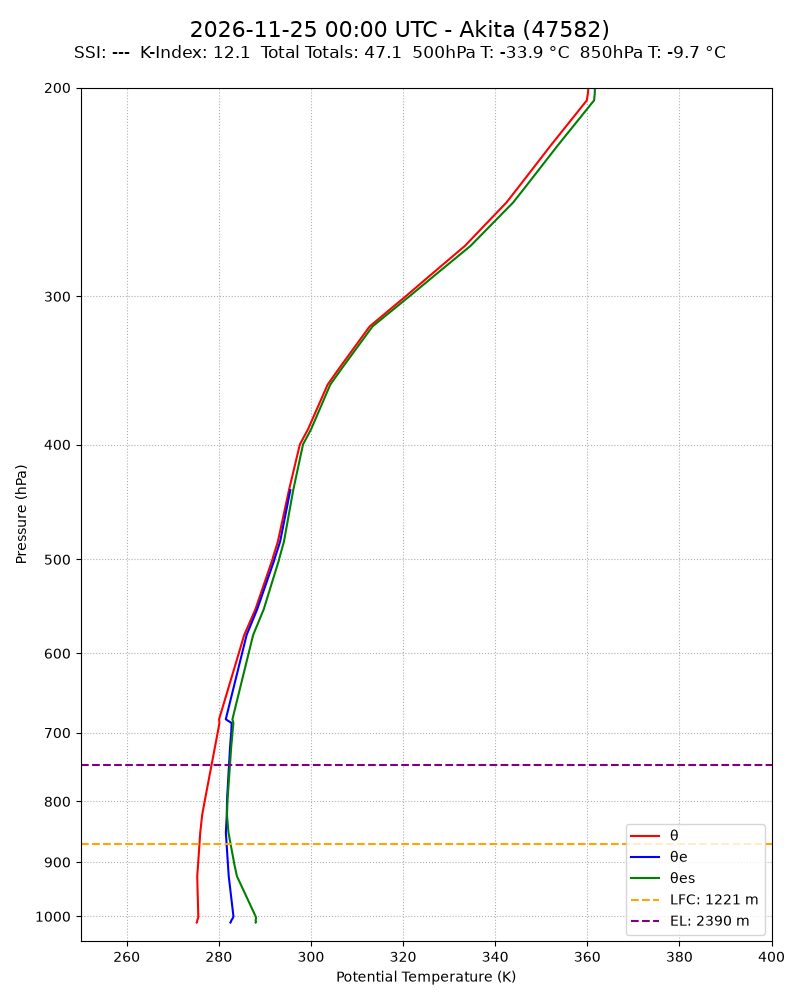 2026-11-25 00:00 UTC - Akita (47582)
SSI: --- K-Index: 12.1 Total Totals: 47.1 500hPa T: -33.9 °C 850hPa T: -9.7 °C
200
300
400
500
600
700
800
900
1000
Pressure (hPa)
260
280
300
320
340
360
380
400
Potential Temperature (K)
θ
θe
θes
LFC: 1221 m
EL: 2390 m